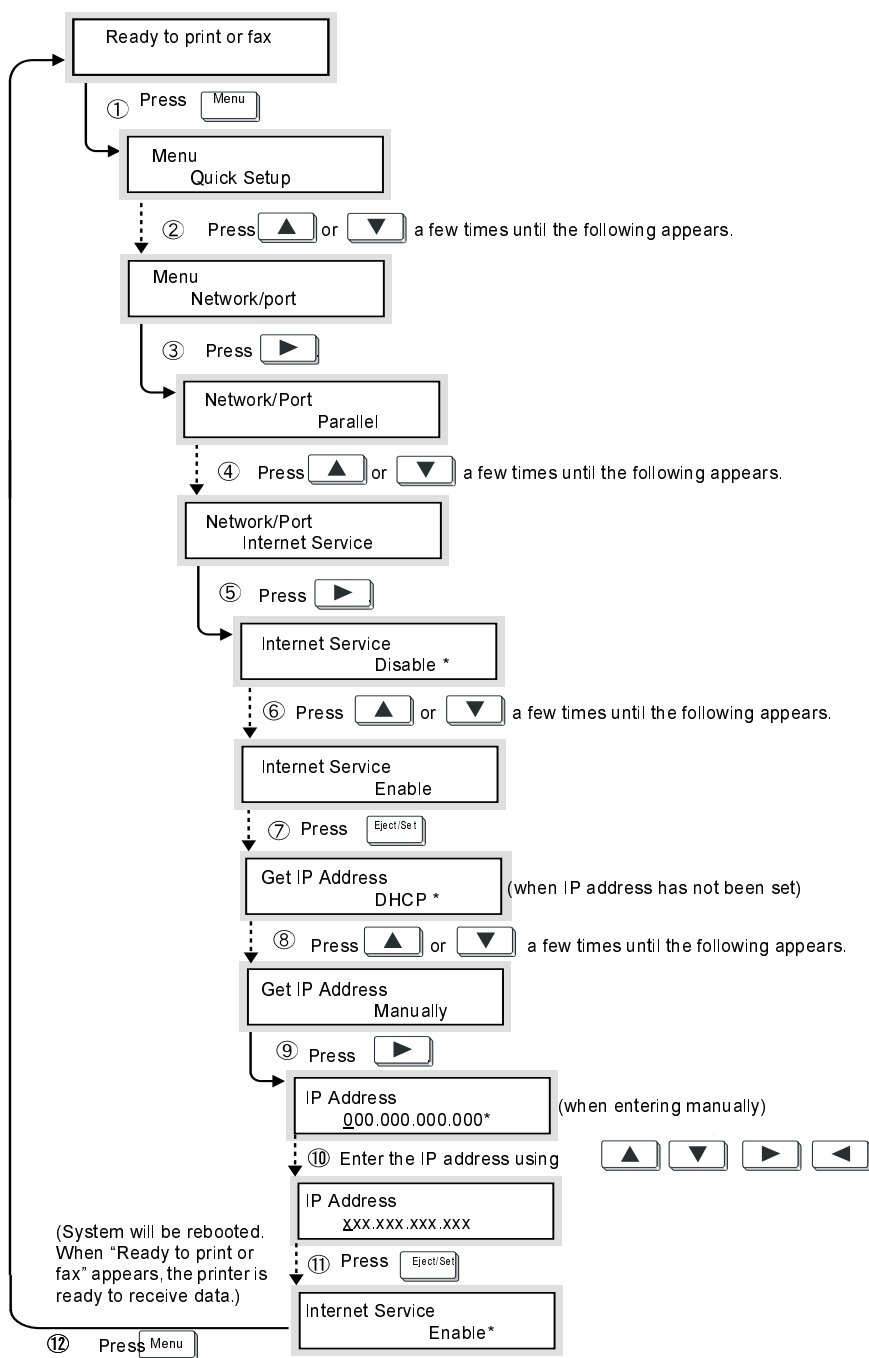 Ready to print or fax
① Press Menu
Menu
Quick Setup
② Press ▲ or ▼ a few times until the following appears.
Menu
Network/port
③ Press ▶
Network/Port
Parallel
④ Press ▲ or ▼ a few times until the following appears.
Network/Port
Internet Service
⑤ Press ▶
Internet Service
Disable *
⑥ Press ▲ or ▼ a few times until the following appears.
Internet Service
Enable
⑦ Press Eject/Set
Get IP Address
DHCP *
(when IP address has not been set)
⑧ Press ▲ or ▼ a few times until the following appears.
Get IP Address
Manually
⑨ Press ▶
IP Address
000.000.000.000*
(when entering manually)
⑩ Enter the IP address using ▲ ▼ ▶ ◀
IP Address
xxx.xxx.xxx.xxx
(System will be rebooted.
When “Ready to print or
fax” appears, the printer is
ready to receive data.)
⑪ Press Eject/Set
Internet Service
Enable*
⑫ Press Menu